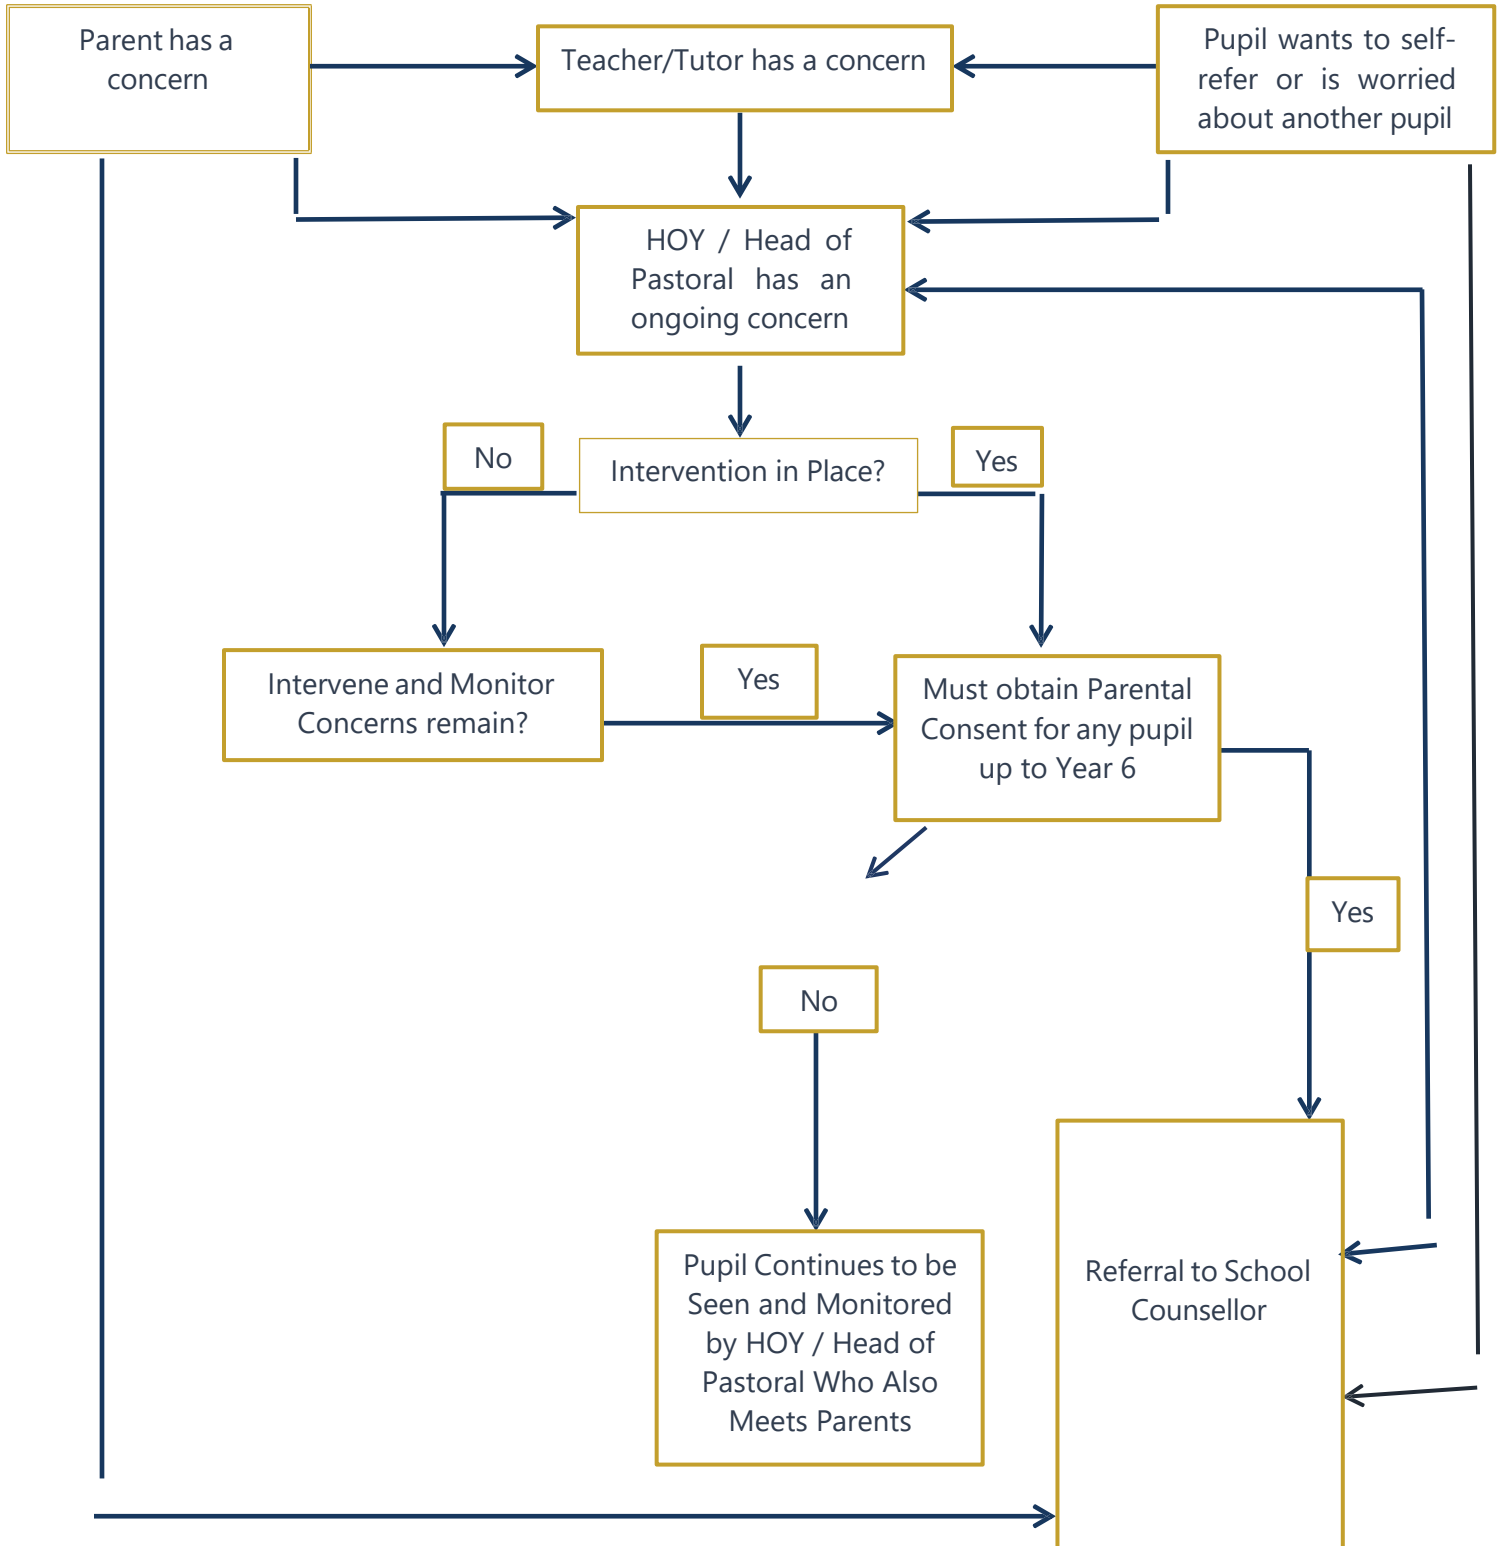 Parent has a
concern
Teacher/Tutor has a concern
Pupil wants to self-
refer or is worried
about another pupil
HOY / Head of
Pastoral has an
ongoing concern
No
Intervention in Place?
Yes
Intervene and Monitor
Concerns remain?
Yes
Must obtain Parental
Consent for any pupil
up to Year 6
Yes
No
Pupil Continues to be
Seen and Monitored
by HOY / Head of
Pastoral Who Also
Meets Parents
Referral to School
Counsellor